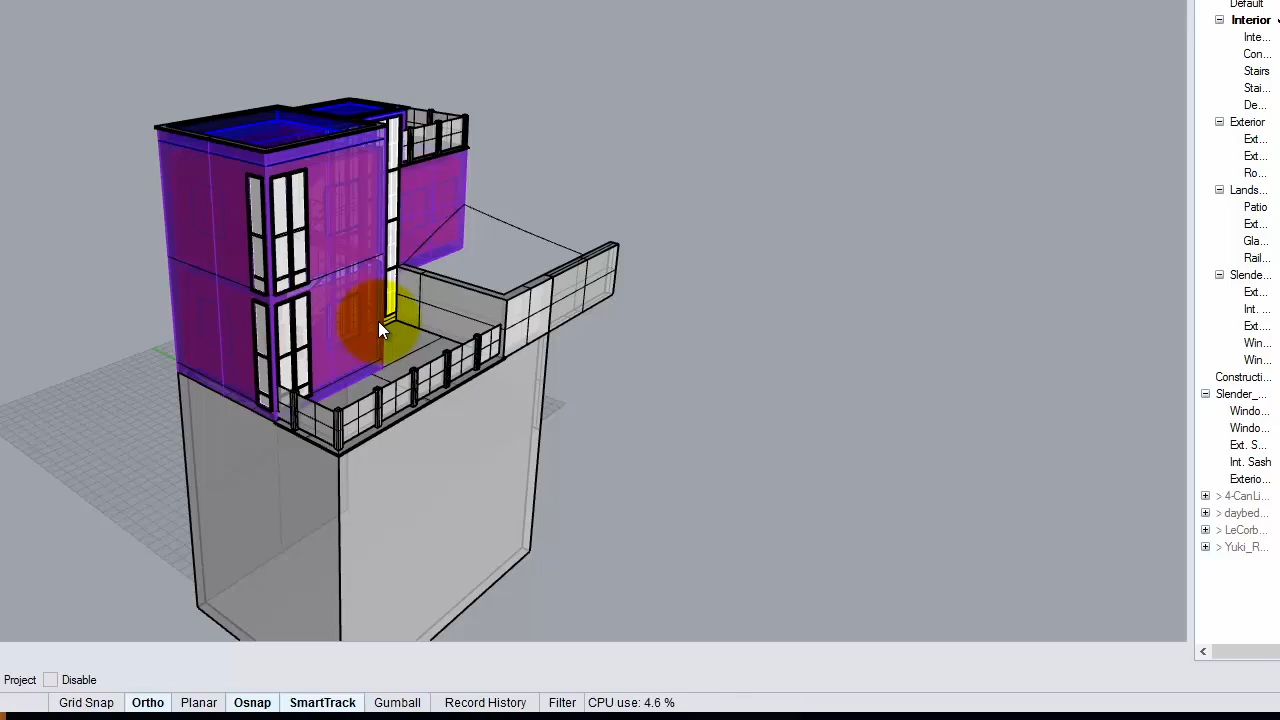 Default
Interior
Inte...
Con...
Stairs
Stai...
De...
Exterior
Ext...
Ext...
Ro...
Lands...
Patio
Ext...
Gla...
Rail...
Slende...
Ext...
Int. ...
Ext....
Win...
Win...
Constructi...
Slender_...
Windo...
Windo...
Ext. S...
Int. Sash
Exterio...
> 4-CanLi...
> daybed...
> LeCorb...
> Yuki_R...
Project Disable
Grid Snap Ortho Planar Osnap SmartTrack Gumball Record History Filter CPU use: 4.6 %